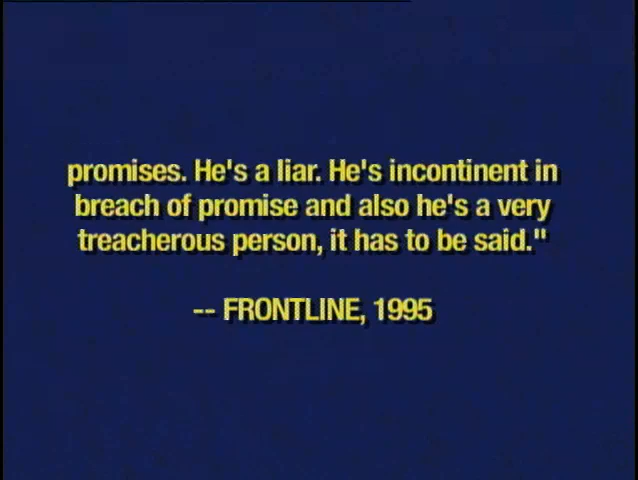 promises. He's a liar. He's incontinent in
breach of promise and also he's a very
treacherous person, it has to be said."
-- FRONTLINE, 1995